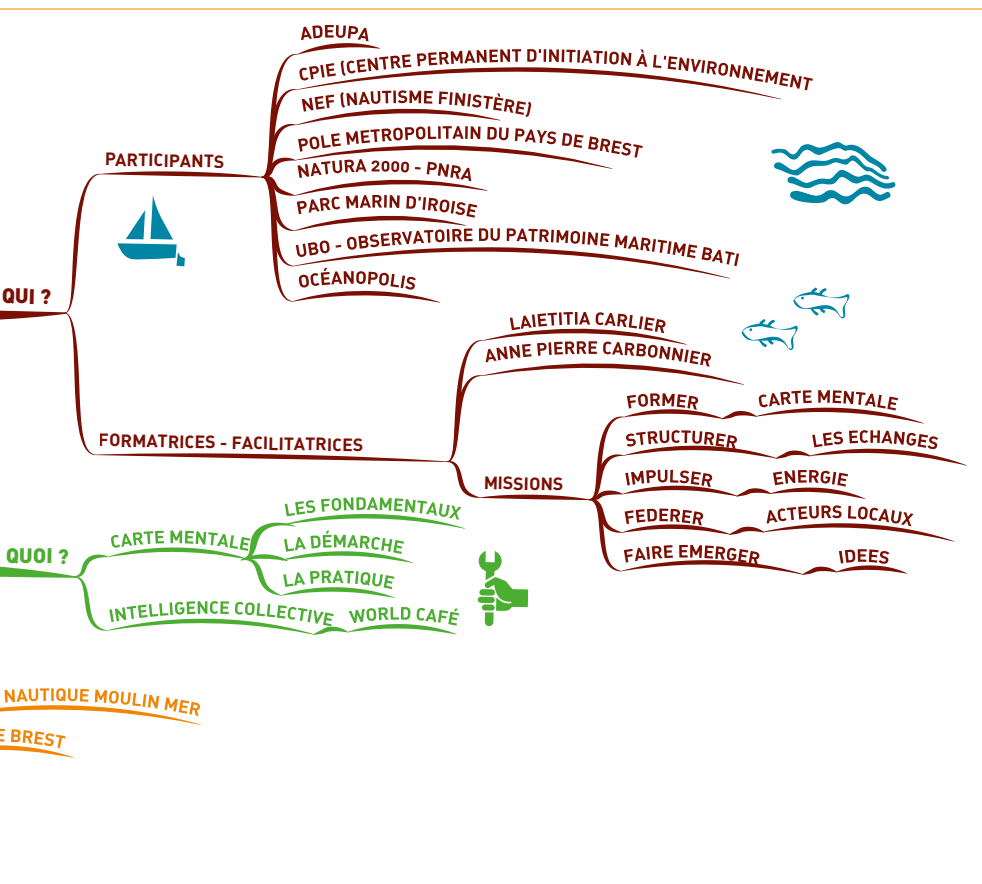 QUI ?
PARTICIPANTS
ADEUPA
CPIE (CENTRE PERMANENT D'INITIATION À L'ENVIRONNEMENT
NEF (NAUTISME FINISTÈRE)
POLE METROPOLITAIN DU PAYS DE BREST
NATURA 2000 - PNRA
PARC MARIN D'IROISE
UBO - OBSERVATOIRE DU PATRIMOINE MARITIME BATI
OCÉANOPOLIS
FORMATRICES - FACILITATRICES
LAIETITIA CARLIER
ANNE PIERRE CARBONNIER
MISSIONS
FORMER
CARTE MENTALE
STRUCTURER
LES ECHANGES
IMPULSER
ENERGIE
FEDERER
ACTEURS LOCAUX
FAIRE EMERGER
IDEES
QUOI ?
CARTE MENTALE
LES FONDAMENTAUX
LA DÉMARCHE
LA PRATIQUE
INTELLIGENCE COLLECTIVE
WORLD CAFÉ
NAUTIQUE MOULIN MER
E BREST